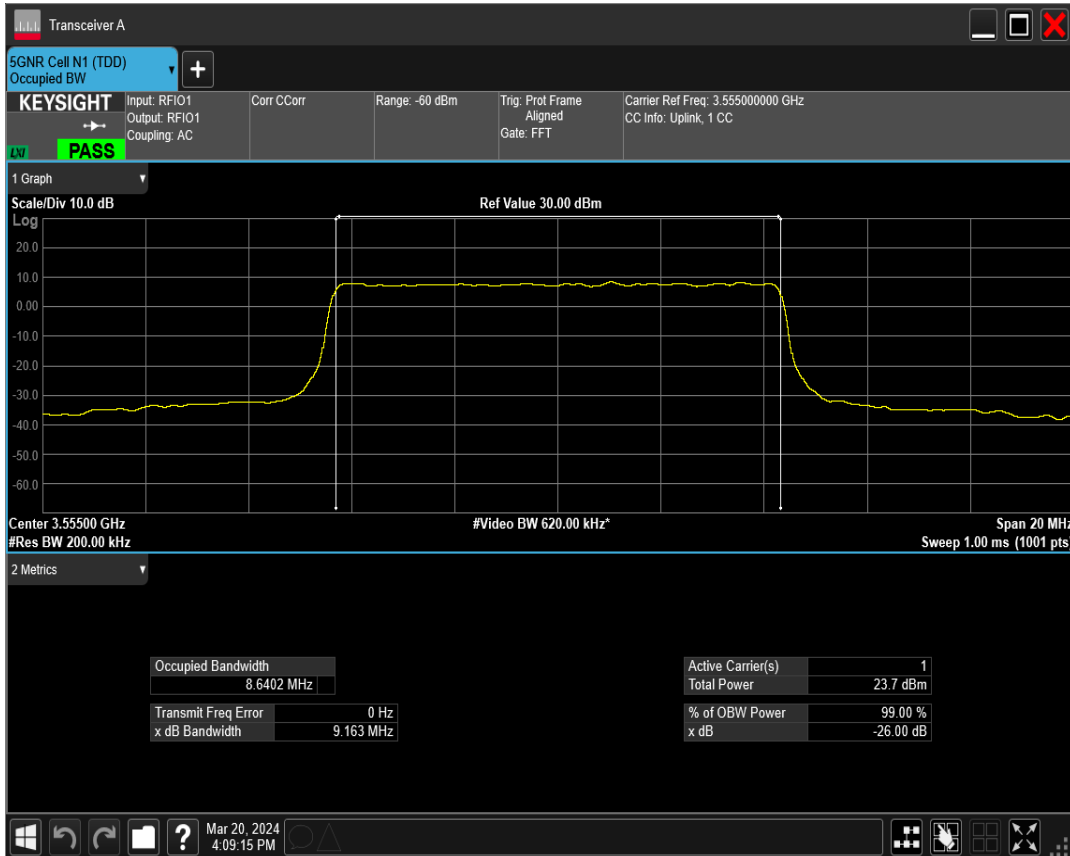 Transceiver A
5GNR Cell N1 (TDD)
Occupied BW
+
KEYSIGHT
LXI
PASS
Input: RFIO1
Output: RFIO1
Coupling: AC
Corr CCorr
Range: -60 dBm
Trig: Prot Frame
Aligned
Gate: FFT
Carrier Ref Freq: 3.555000000 GHz
CC Info: Uplink, 1 CC
1 Graph
Scale/Div 10.0 dB
Ref Value 30.00 dBm
Log
20.0
10.0
0.00
-10.0
-20.0
-30.0
-40.0
-50.0
-60.0
Center 3.55500 GHz
#Video BW 620.00 kHz*
Span 20 MHz
#Res BW 200.00 kHz
Sweep 1.00 ms (1001 pts)
2 Metrics
Occupied Bandwidth
8.6402 MHz
Transmit Freq Error 0 Hz
x dB Bandwidth 9.163 MHz
Active Carrier(s) 1
Total Power 23.7 dBm
% of OBW Power 99.00 %
x dB -26.00 dB
?
Mar 20, 2024
4:09:15 PM